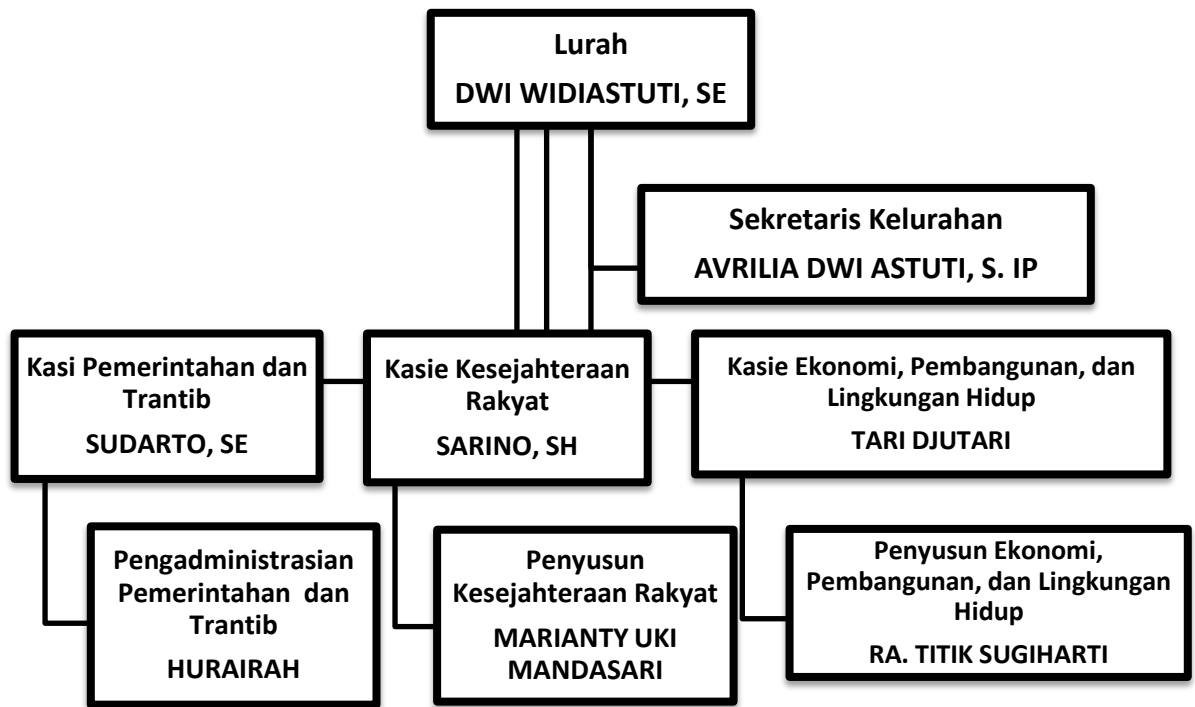 Lurah
DWI WIDIASTUTI, SE
Sekretaris Kelurahan
AVRILIA DWI ASTUTI, S. IP
Kasi Pemerintahan dan
Trantib
SUDARTO, SE
Kasie Kesejahteraan
Rakyat
SARINO, SH
Kasie Ekonomi, Pembangunan, dan
Lingkungan Hidup
TARI DJUTARI
Pengadministrasian
Pemerintahan dan
Trantib
HURAIRAH
Penyusun
Kesejahteraan Rakyat
MARIANTY UKI
MANDASARI
Penyusun Ekonomi,
Pembangunan, dan Lingkungan
Hidup
RA. TITIK SUGIHARTI